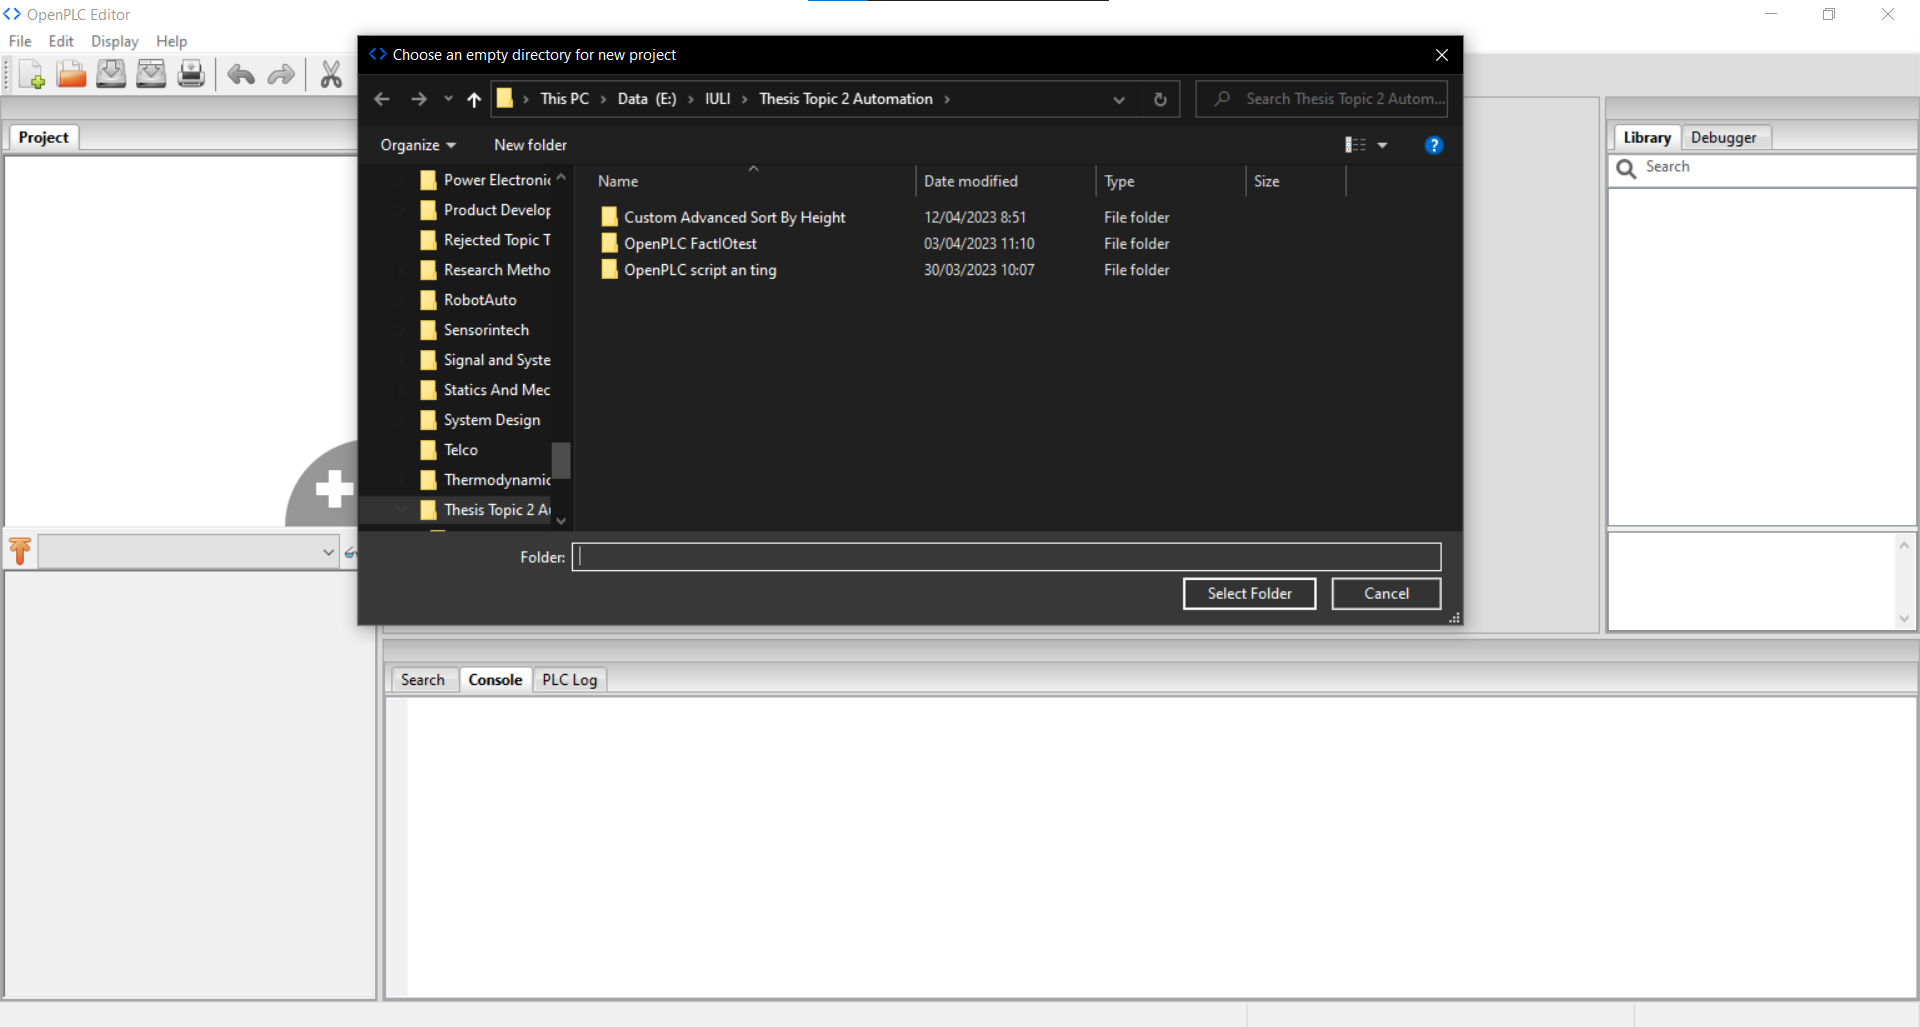 OpenPLC Editor
File Edit Display Help
Choose an empty directory for new project
This PC > Data (E:) > IULI > Thesis Topic 2 Automation >
Search Thesis Topic 2 Autom...
Organize New folder
Project
Library Debugger
Search
Name Date modified Type Size
Power Electronic
Product Develop
Rejected Topic T
Research Metho
RobotAuto
Sensorintech
Signal and Syste
Statics And Mec
System Design
Telco
Thermodynamic
Thesis Topic 2 Au
Custom Advanced Sort By Height 12/04/2023 8:51 File folder
OpenPLC FactIOtest 03/04/2023 11:10 File folder
OpenPLC script an ting 30/03/2023 10:07 File folder
Folder:
Select Folder Cancel
Search Console PLC Log